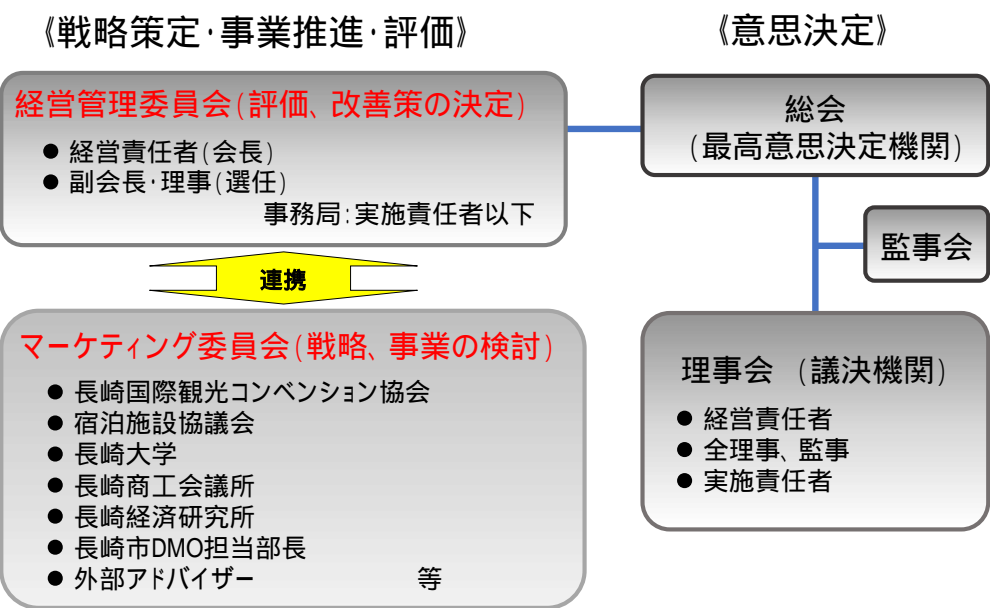 《戦略策定･事業推進･評価》
経営管理委員会(評価、改善策の決定)
● 経営責任者(会長)
● 副会長･理事(選任)
事務局:実施責任者以下
連携
マーケティング委員会(戦略、事業の検討)
● 長崎国際観光コンベンション協会
● 宿泊施設協議会
● 長崎大学
● 長崎商工会議所
● 長崎経済研究所
● 長崎市DMO担当部長
● 外部アドバイザー 等
《意思決定》
総会
(最高意思決定機関)
監事会
理事会 (議決機関)
● 経営責任者
● 全理事、監事
● 実施責任者